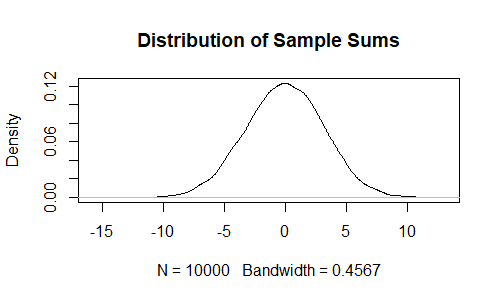 Distribution of Sample Sums
Density
0.00 0.06 0.12
-15 -10 -5 0 5 10
N = 10000 Bandwidth = 0.4567